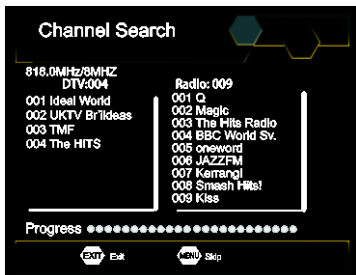 Channel Search
818.0MHz/8MHZ
DTV:004
001 Ideal World
002 UKTV Br'ideas
003 TMF
004 The HITS
Radio: 009
001 Q
002 Magic
003 The Hits Radio
004 BBC World Sv.
005 oneword
006 JAZZFM
007 Kerrang!
008 Smash Hits!
009 Kiss
Progress
EXIT Exit
MENU Skip